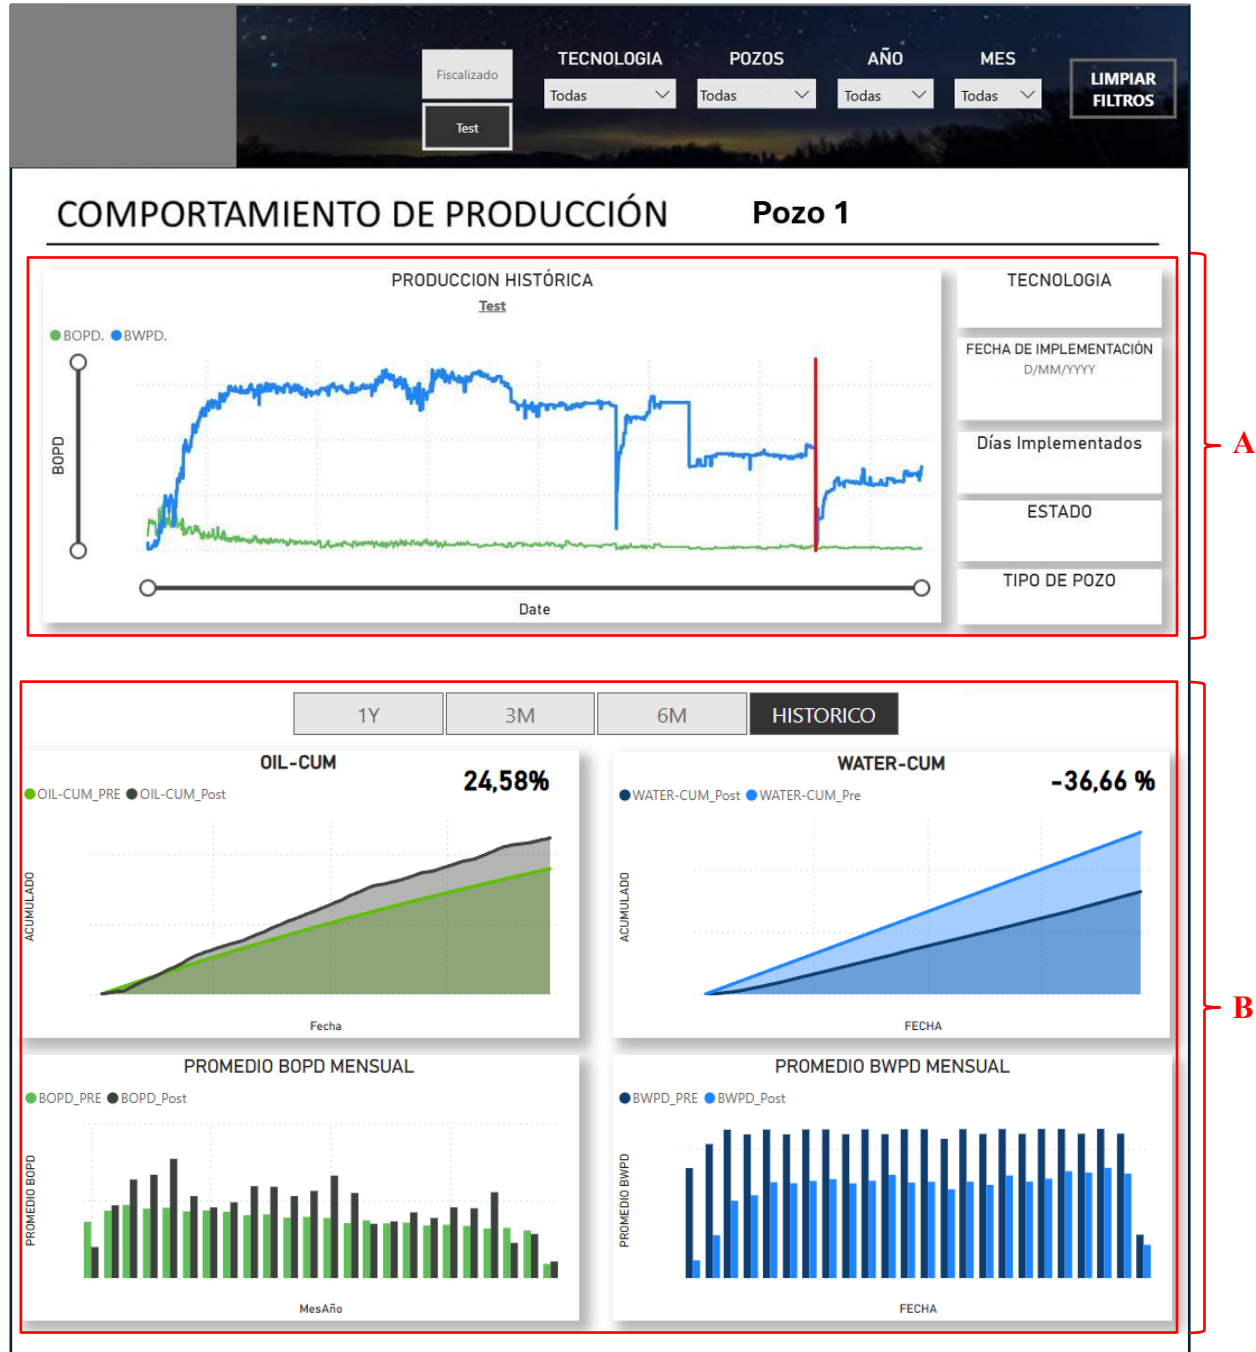 Fiscalizado
Test
TECNOLOGIA
Todas
POZOS
Todas
AÑO
Todas
MES
Todas
LIMPIAR
FILTROS
COMPORTAMIENTO DE PRODUCCIÓN
Pozo 1
PRODUCCION HISTÓRICA
Test
BOPD. BWPD.
BOPD
Date
TECNOLOGIA
FECHA DE IMPLEMENTACIÓN
D/MM/YYYY
Días Implementados
ESTADO
TIPO DE POZO
A
1Y
3M
6M
HISTORICO
OIL-CUM
24,58%
OIL-CUM_PRE OIL-CUM_Post
ACUMULADO
Fecha
WATER-CUM
-36,66 %
WATER-CUM_Post WATER-CUM_Pre
ACUMULADO
FECHA
B
PROMEDIO BOPD MENSUAL
BOPD_PRE BOPD_Post
PROMEDIO BOPD
MesAño
PROMEDIO BWPD MENSUAL
BWPD_PRE BWPD_Post
PROMEDIO BWPD
FECHA